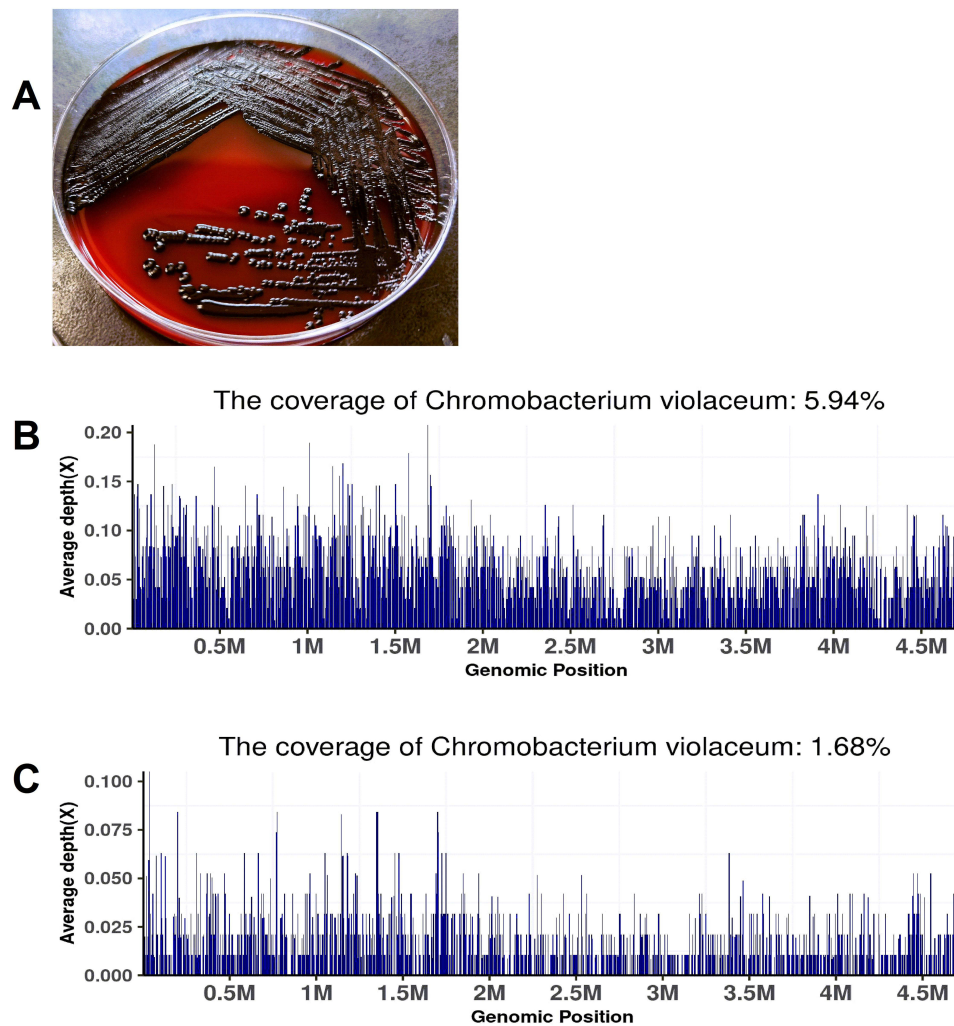 A
The coverage of Chromobacterium violaceum: 5.94%
B
Average depth(X)
0.20
0.15
0.10
0.05
0.00
0.5M 1M 1.5M 2M 2.5M 3M 3.5M 4M 4.5M
Genomic Position
The coverage of Chromobacterium violaceum: 1.68%
C
Average depth(X)
0.100
0.075
0.050
0.025
0.000
0.5M 1M 1.5M 2M 2.5M 3M 3.5M 4M 4.5M
Genomic Position